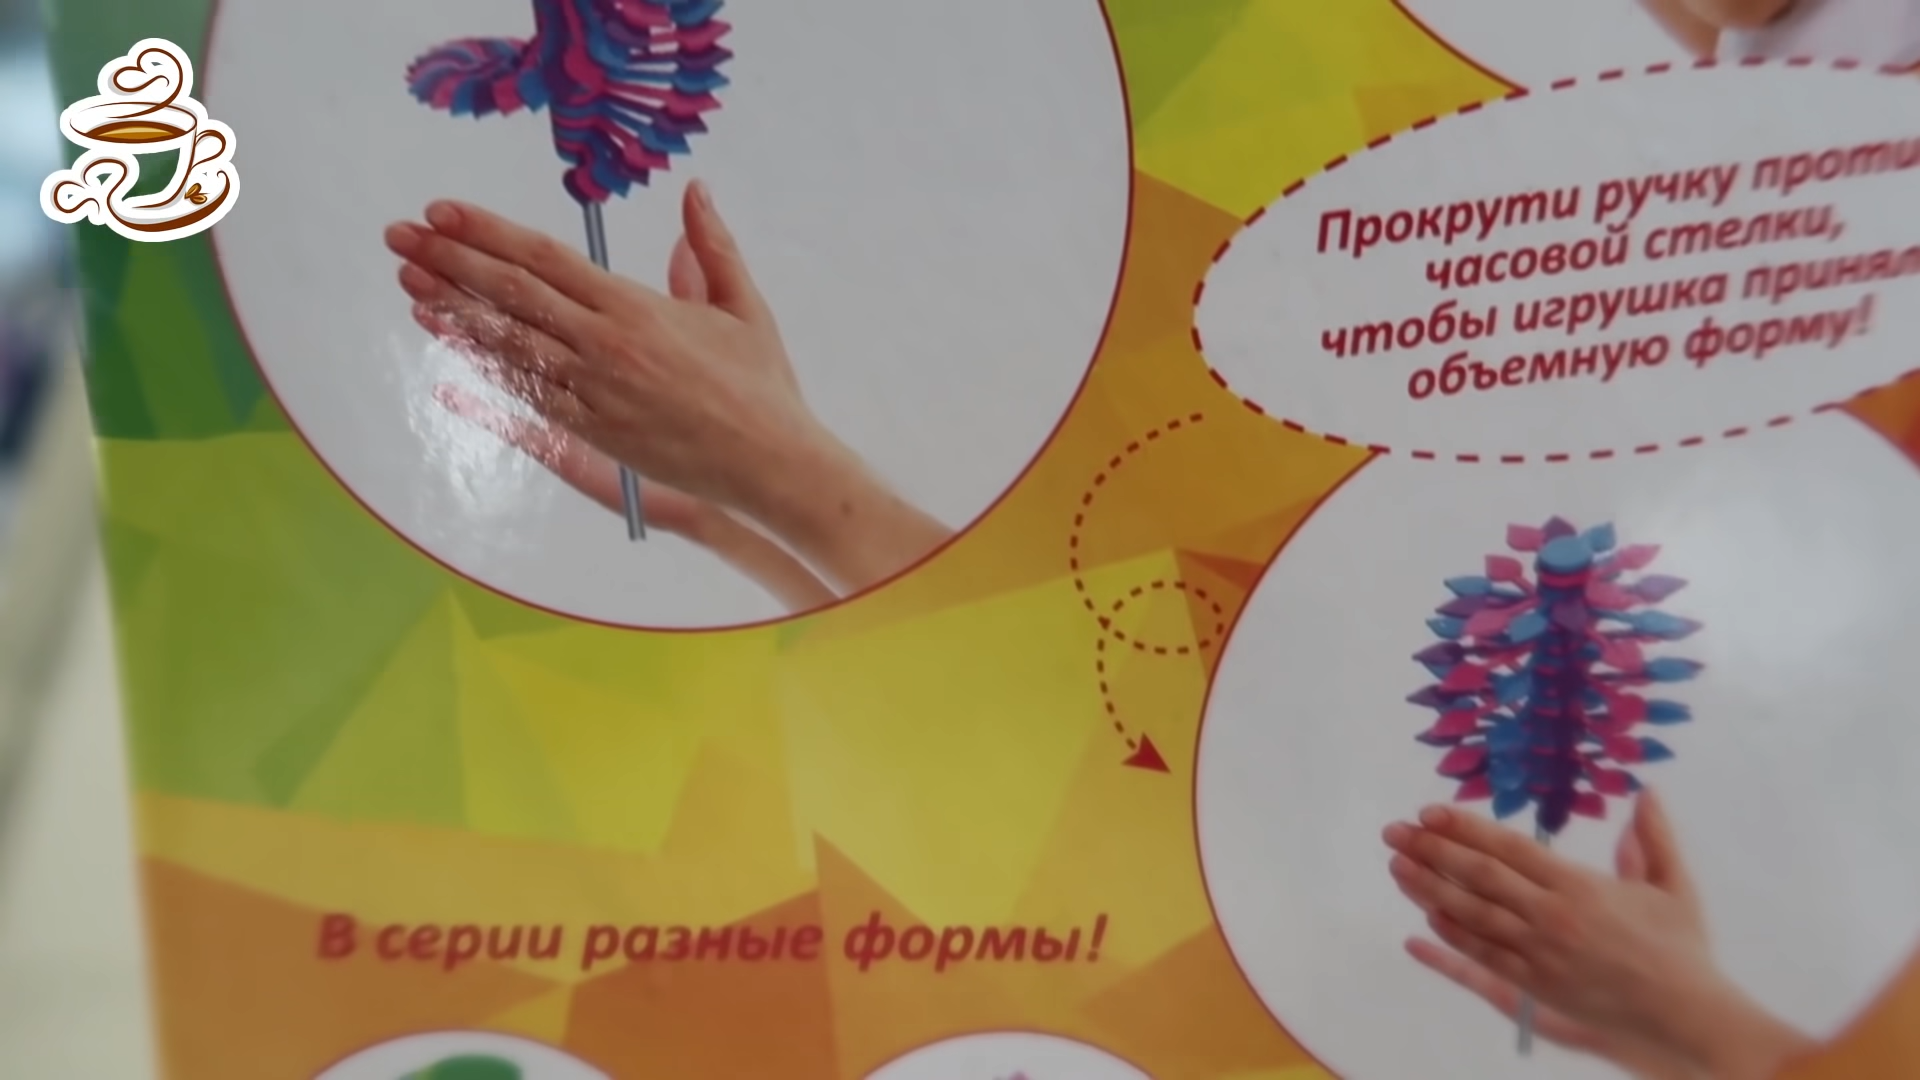 Прокрути ручку проти
часовой стелки,
чтобы игрушка принял
объемную форму!
В серии разные формы!